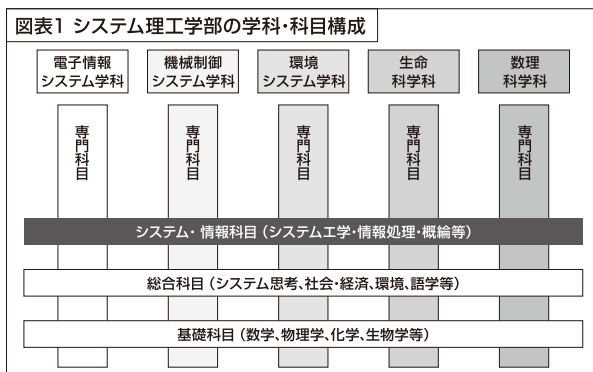 図表1 システム理工学部の学科・科目構成
電子情報
システム学科
機械制御
システム学科
環境
システム学科
生命
科学科
数理
科学科
専門科目
専門科目
専門科目
専門科目
専門科目
システム・情報科目（システム工学・情報処理・概論等）
総合科目（システム思考、社会・経済、環境、語学等）
基礎科目（数学、物理学、化学、生物学等）